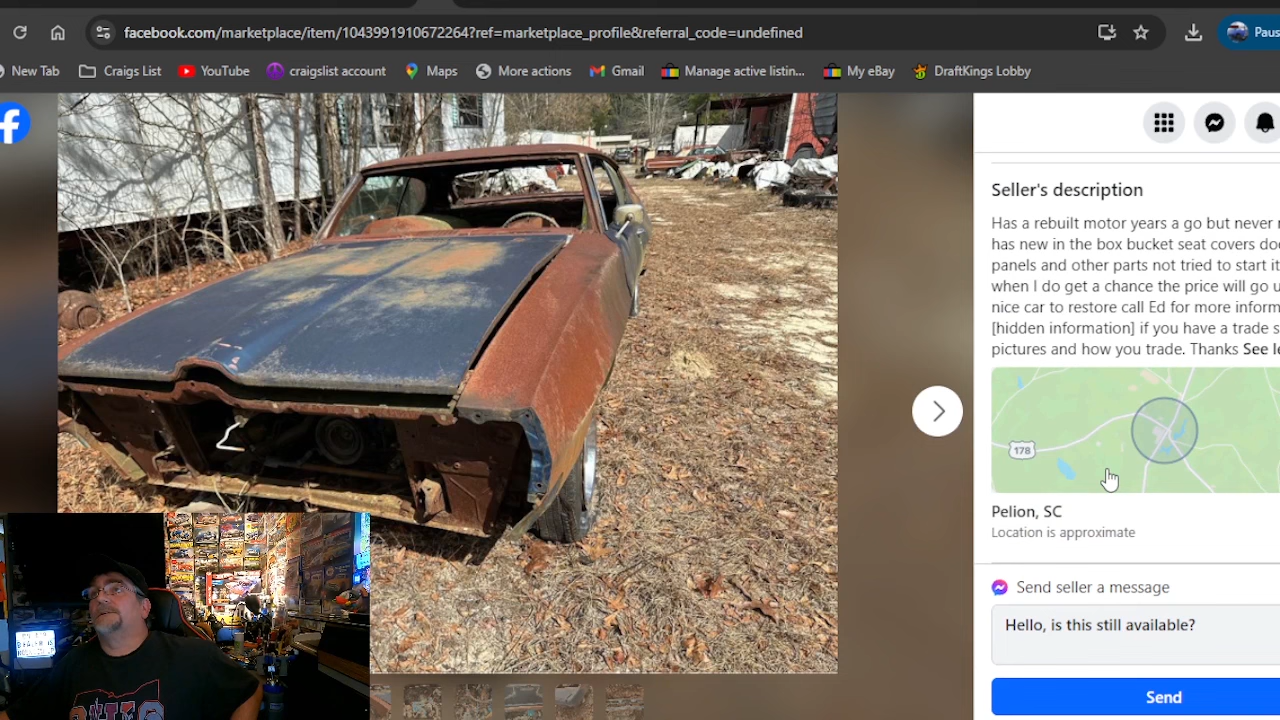 facebook.com/marketplace/item/1043991910672264?ref=marketplace_profile&referral_code=undefined
Paus
New Tab
Craigs List
YouTube
craigslist account
Maps
More actions
Gmail
Manage active listin...
My eBay
DraftKings Lobby
Seller's description
Has a rebuilt motor years a go but never
has new in the box bucket seat covers do
panels and other parts not tried to start it
when I do get a chance the price will go u
nice car to restore call Ed for more inform
[hidden information] if you have a trade s
pictures and how you trade. Thanks See le
178
Pelion, SC
Location is approximate
Send seller a message
Hello, is this still available?
Send